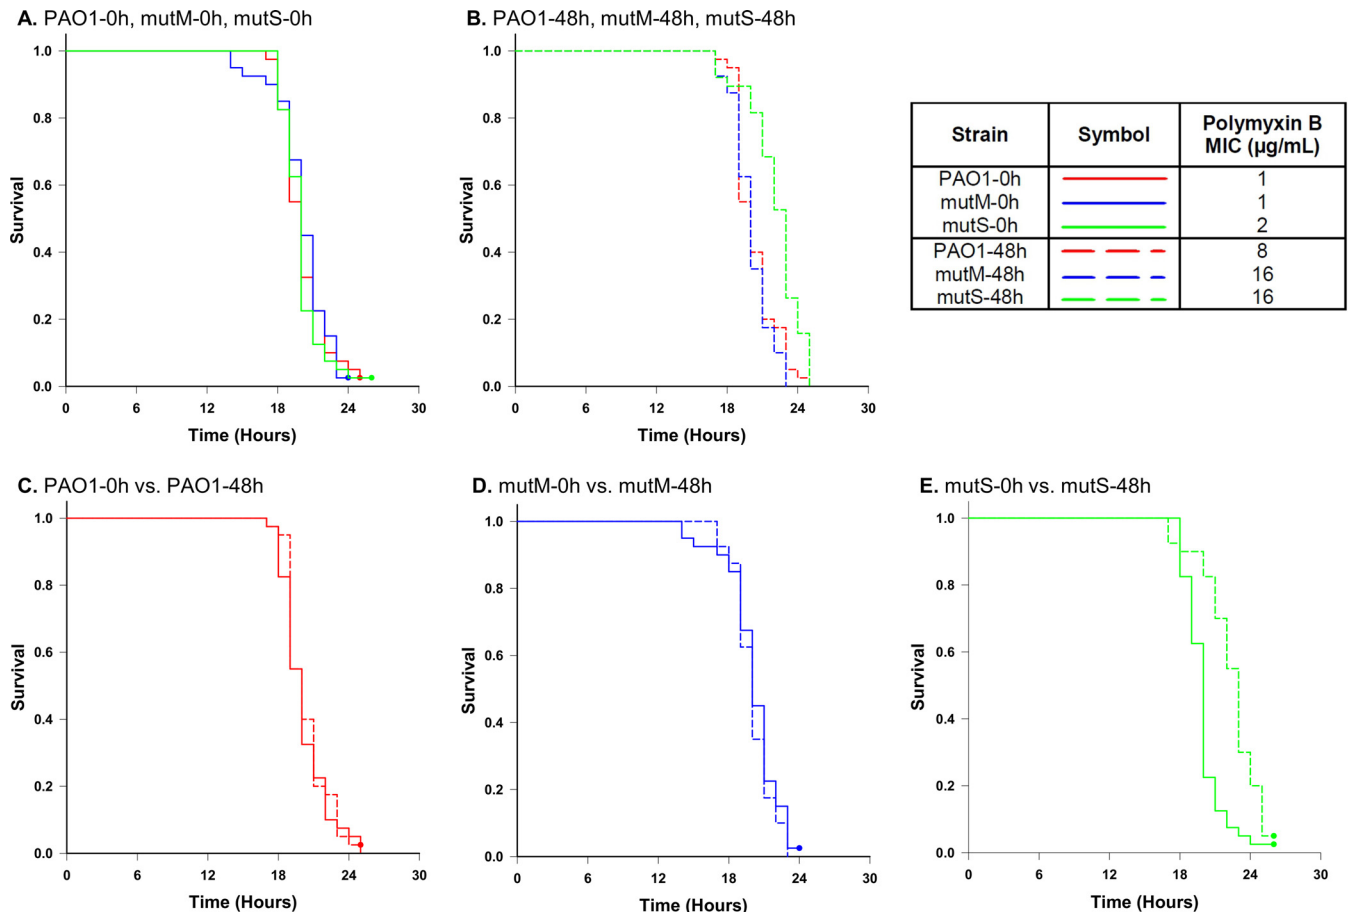 A. PAO1-0h, mutM-0h, mutS-0h
1.0
0.8
0.6
0.4
0.2
0.0
Survival
0 6 12 18 24 30
Time (Hours)
B. PAO1-48h, mutM-48h, mutS-48h
1.0
0.8
0.6
0.4
0.2
0.0
Survival
0 6 12 18 24 30
Time (Hours)
Strain Symbol Polymyxin B MIC (µg/mL)
PAO1-0h 1
mutM-0h 1
mutS-0h 2
PAO1-48h 8
mutM-48h 16
mutS-48h 16
C. PAO1-0h vs. PAO1-48h
1.0
0.8
0.6
0.4
0.2
0.0
Survival
0 6 12 18 24 30
Time (Hours)
D. mutM-0h vs. mutM-48h
1.0
0.8
0.6
0.4
0.2
0.0
Survival
0 6 12 18 24 30
Time (Hours)
E. mutS-0h vs. mutS-48h
1.0
0.8
0.6
0.4
0.2
0.0
Survival
0 6 12 18 24 30
Time (Hours)